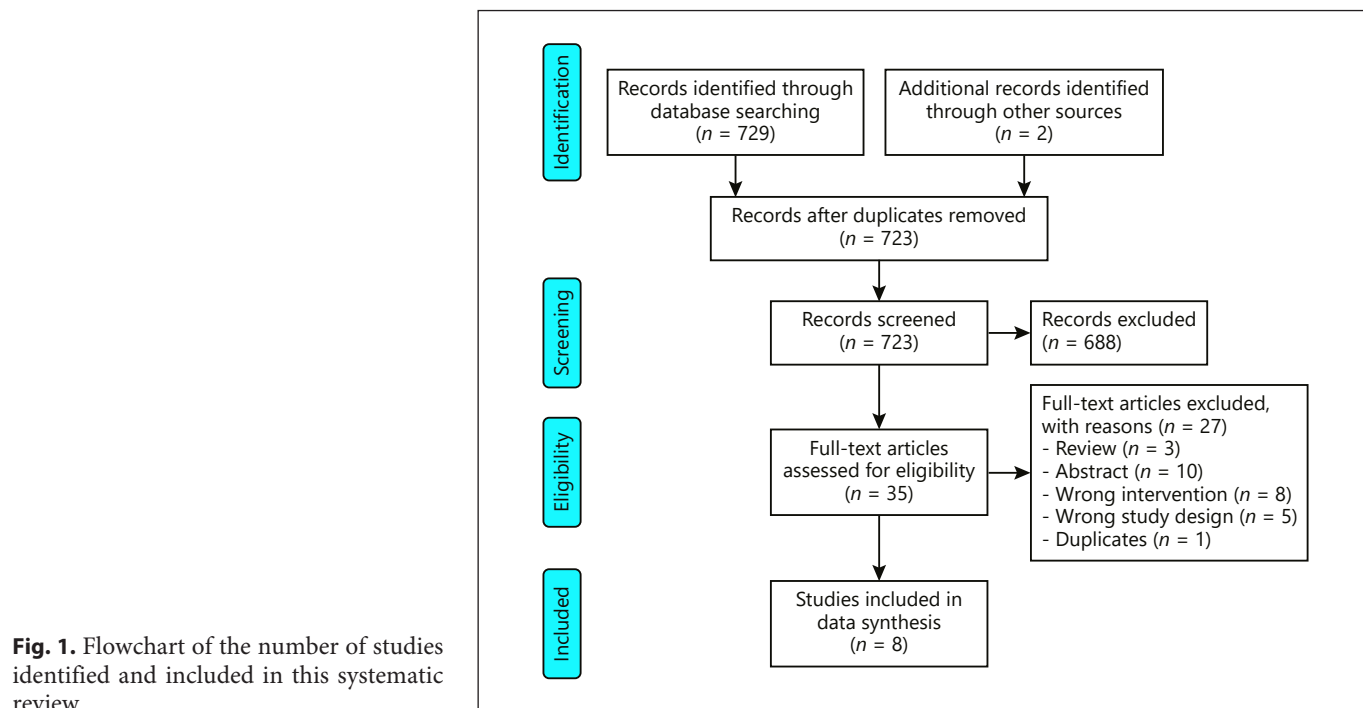 Identification
Records identified through
database searching
(n = 729)
Additional records identified
through other sources
(n = 2)
Records after duplicates removed
(n = 723)
Screening
Records screened
(n = 723)
Records excluded
(n = 688)
Eligibility
Full-text articles
assessed for eligibility
(n = 35)
Full-text articles excluded,
with reasons (n = 27)
- Review (n = 3)
- Abstract (n = 10)
- Wrong intervention (n = 8)
- Wrong study design (n = 5)
- Duplicates (n = 1)
Included
Studies included in
data synthesis
(n = 8)
Fig. 1. Flowchart of the number of studies
identified and included in this systematic
review